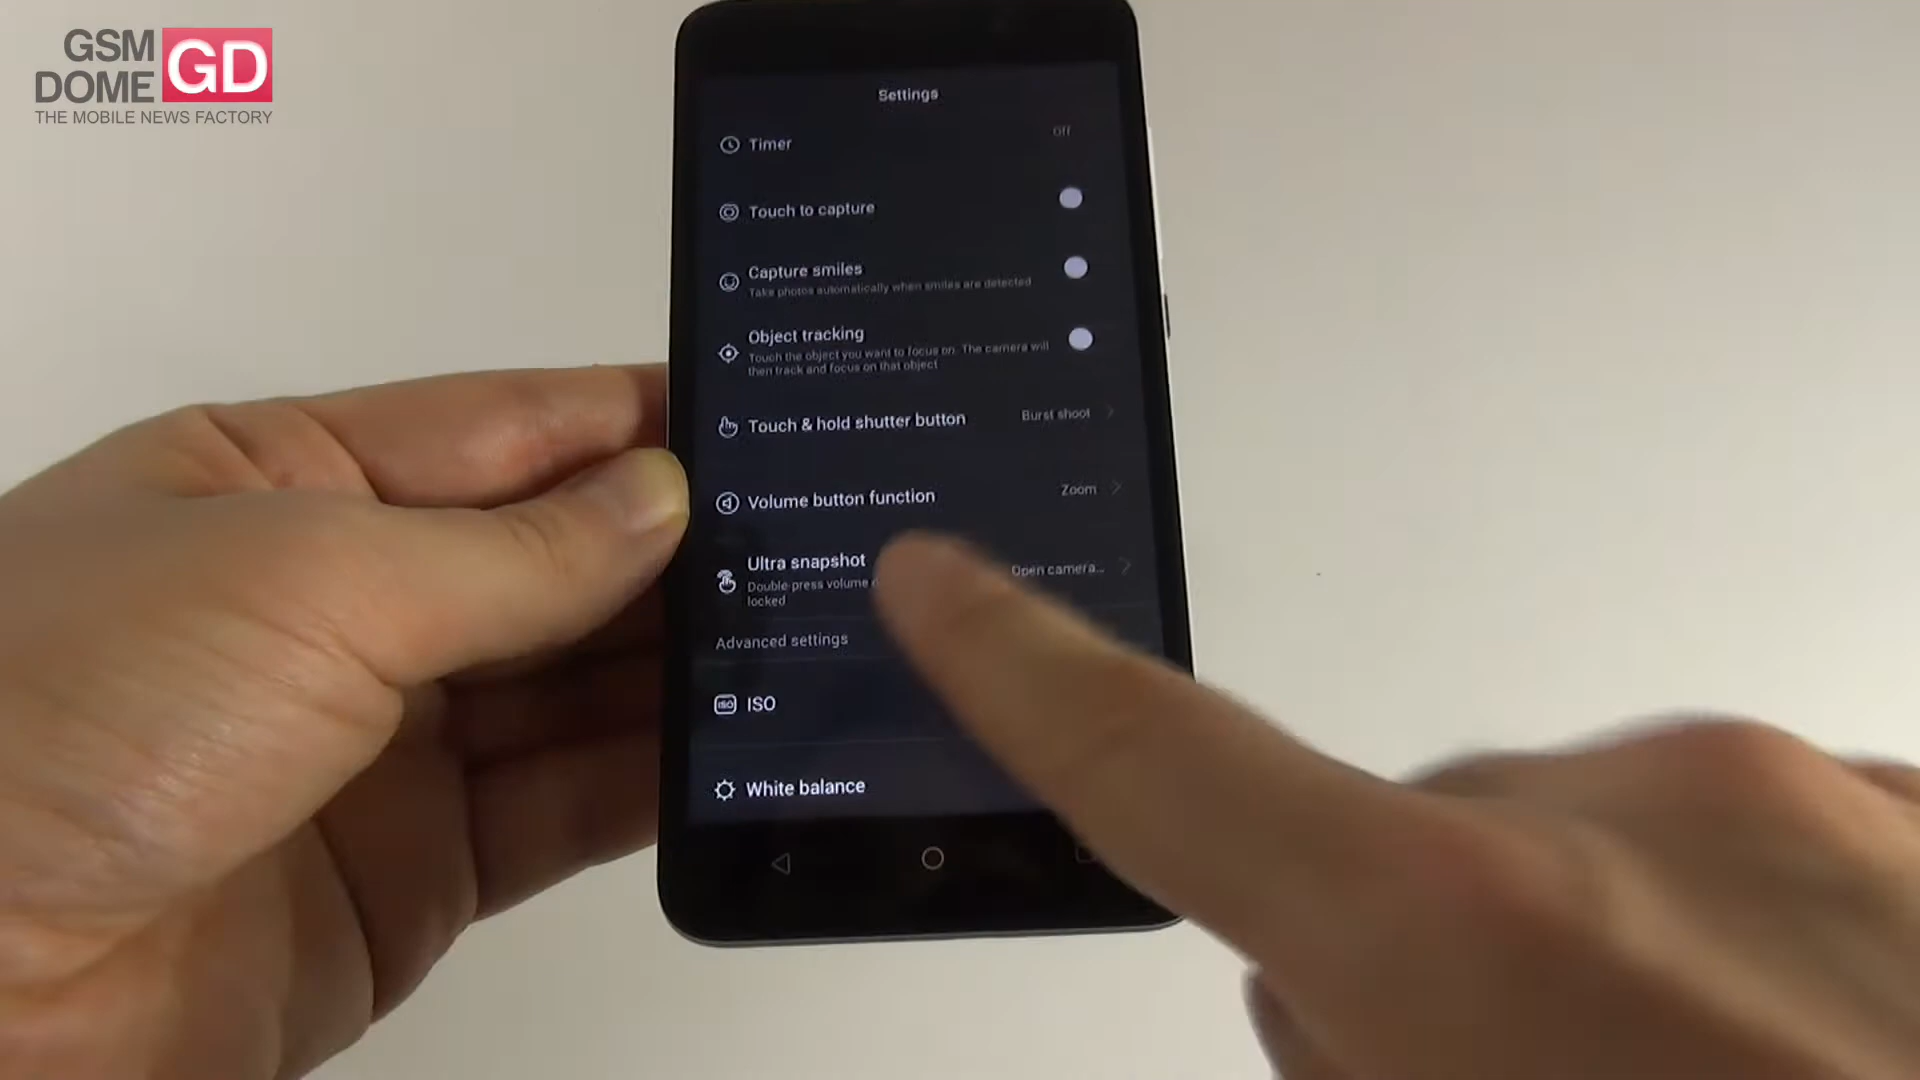 GSM
DOME
GD
THE MOBILE NEWS FACTORY
Settings
Timer
Off
Touch to capture
Capture smiles
Take photos automatically when smiles are detected
Object tracking
Touch the object you want to focus on. The camera will
then track and focus on that object
Touch & hold shutter button
Burst shoot
Volume button function
Zoom
Ultra snapshot
Open camera...
Double-press volume
locked
Advanced settings
ISO
ISO
White balance